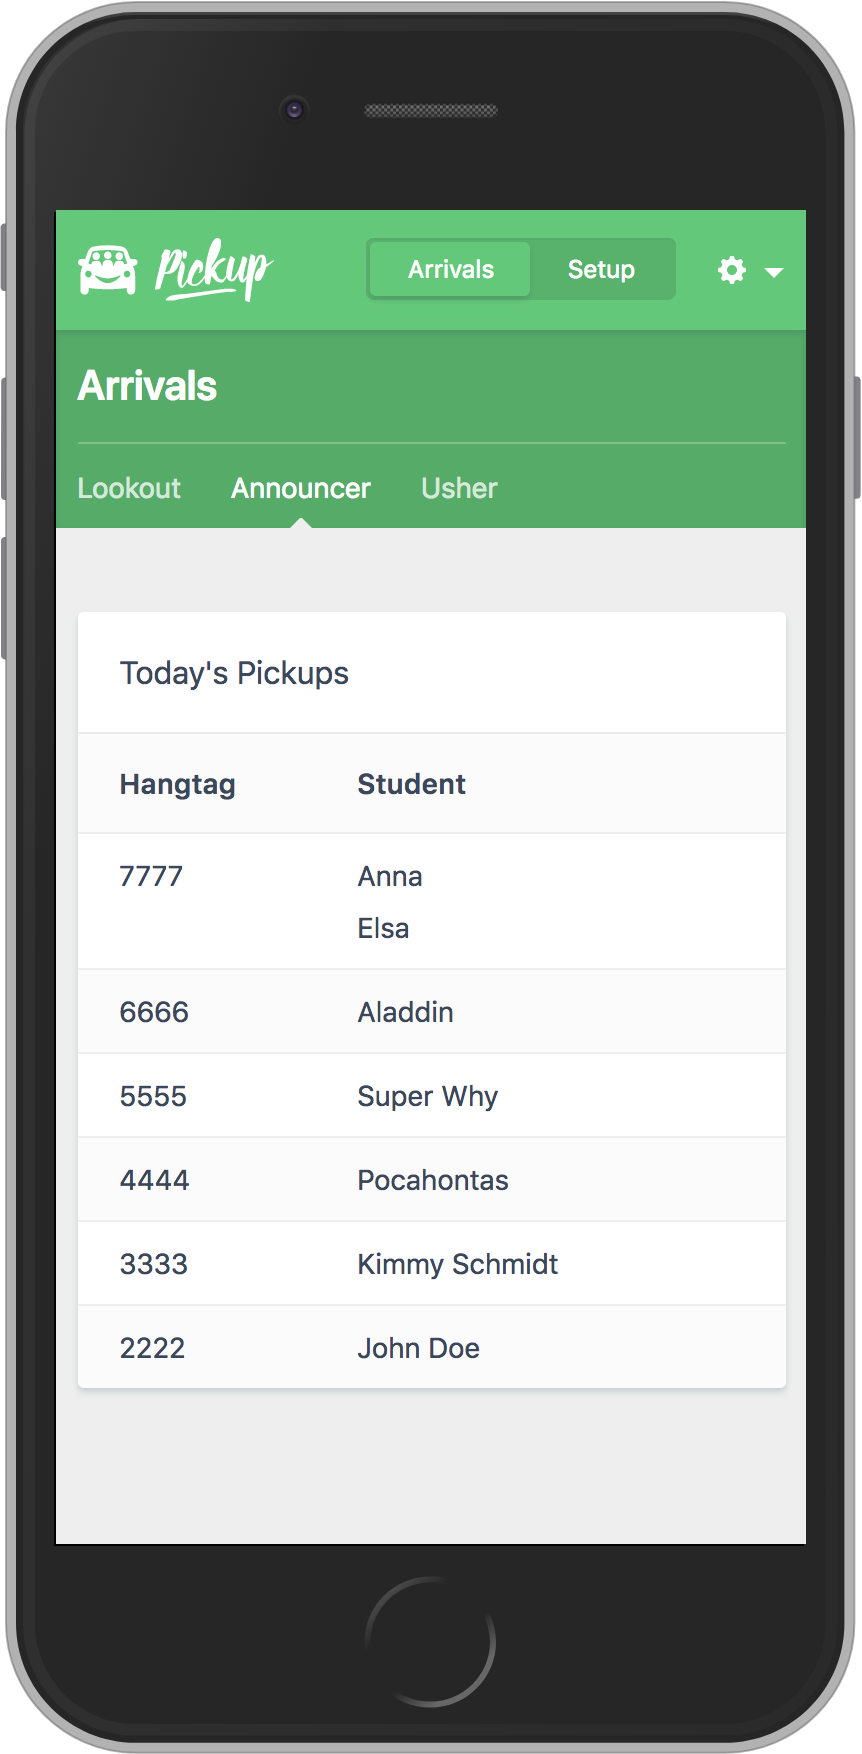 Pickup Arrivals Setup
Arrivals
Lookout Announcer Usher
Today's Pickups
Hangtag Student
7777 Anna
Elsa
6666 Aladdin
5555 Super Why
4444 Pocahontas
3333 Kimmy Schmidt
2222 John Doe